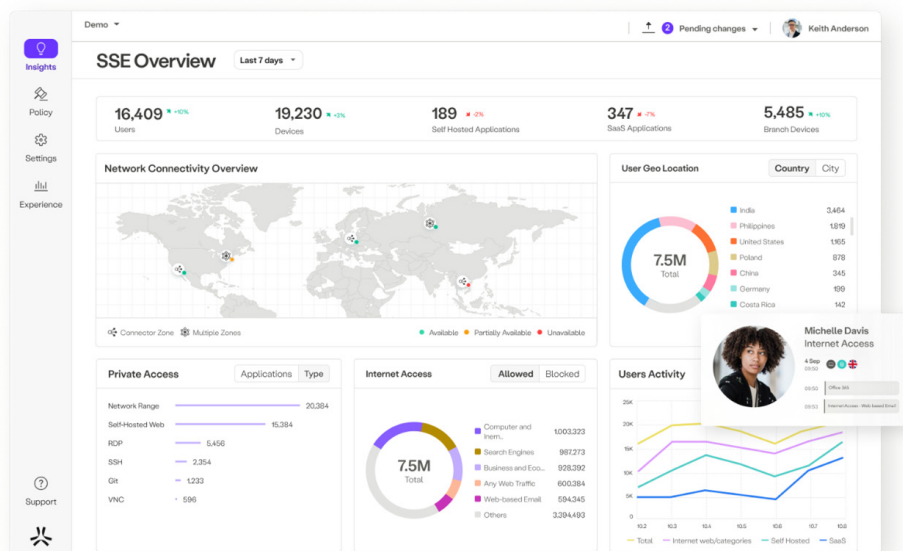 Demo
2 Pending changes
Keith Anderson
Insights
Policy
Settings
Experience
Support
SSE Overview
Last 7 days
16,409 +10%
Users
19,230 +3%
Devices
189 -2%
Self Hosted Applications
347 -7%
SaaS Applications
5,485 +10%
Branch Devices
Network Connectivity Overview
Connector Zone Multiple Zones
Available Partially Available Unavailable
User Geo Location
Country City
7.5M
Total
India 3,464
Philippines 1,819
United States 1,165
Poland 878
China 345
Germany 199
Costa Rica 142
Michelle Davis
Internet Access
4 Sep
09:50
09:50 Office 365
09:50 Internet Access - Web based Email
Private Access
Applications Type
Network Range 20,384
Self-Hosted Web 15,384
RDP 5,456
SSH 2,354
Git 1,233
VNC 596
Internet Access
Allowed Blocked
7.5M
Total
Computer and
Intern.. 1,003,323
Search Engines 987,273
Business and Eco... 928,392
Any Web Traffic 600,384
Web-based Email 594,345
Others 3,394,493
Users Activity
25K
20K
15K
10K
5K
0
10.2 10.3 10.4 10.5 10.6 10.7 10.8
Total Internet web/categories Self Hosted SaaS